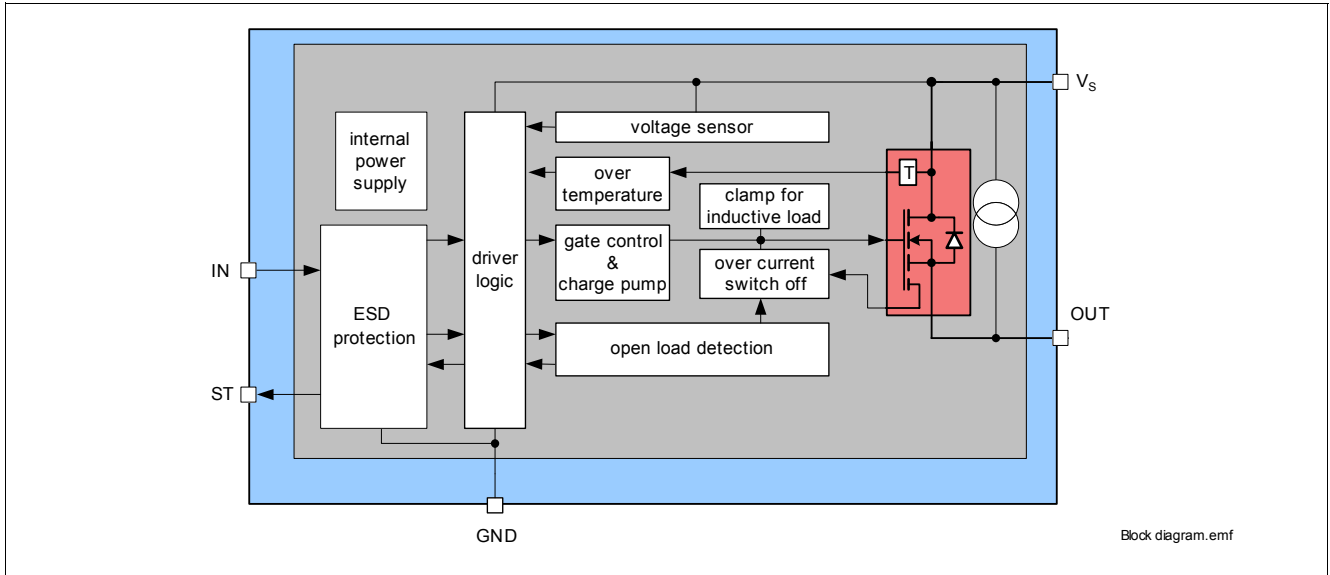 V_S
voltage sensor
internal
power
supply
T
over
temperature
clamp for
inductive load
driver
logic
gate control
&
charge pump
over current
switch off
IN
ESD
protection
OUT
open load detection
ST
GND
Block diagram.emf